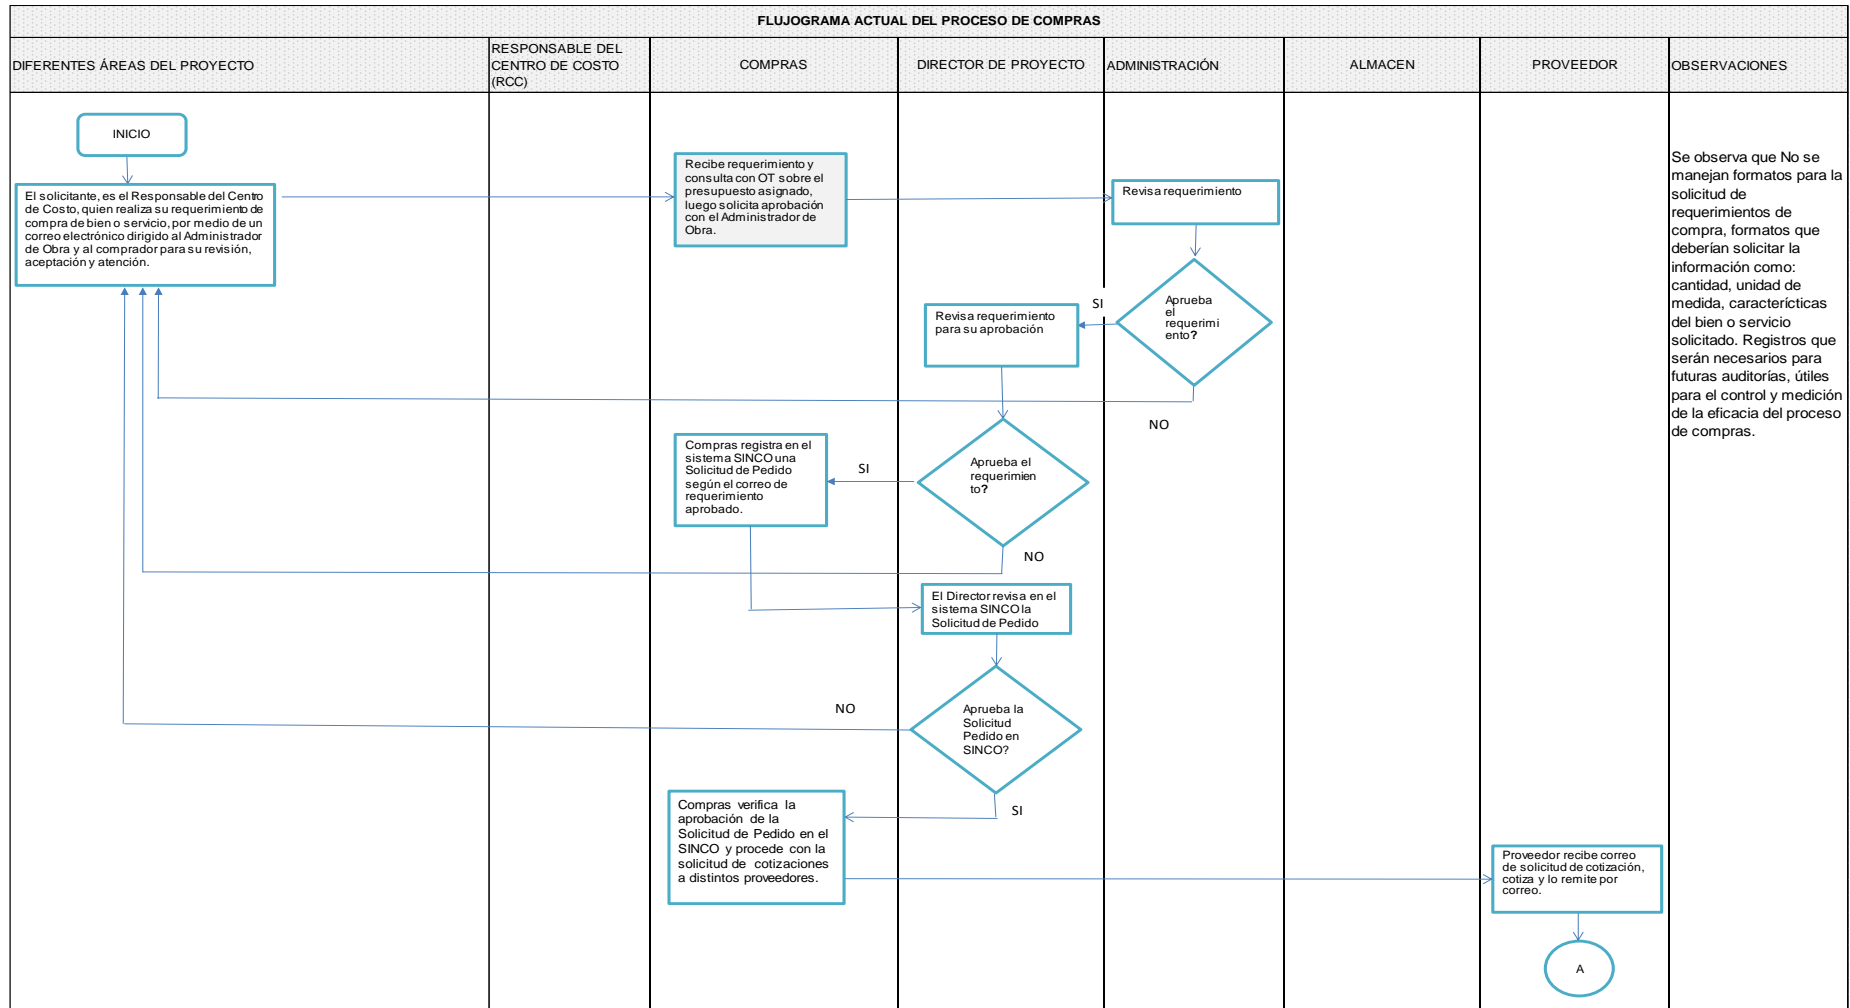 FLUJOGRAMA ACTUAL DEL PROCESO DE COMPRAS
DIFERENTES ÁREAS DEL PROYECTO
RESPONSABLE DEL
CENTRO DE COSTO
(RCC)
COMPRAS
DIRECTOR DE PROYECTO
ADMINISTRACIÓN
ALMACEN
PROVEEDOR
OBSERVACIONES
INICIO
El solicitante, es el Responsable del Centro
de Costo, quien realiza su requerimiento de
compra de bien o servicio, por medio de un
correo electrónico dirigido al Administrador
de Obra y al comprador para su revisión,
aceptación y atención.
Recibe requerimiento y
consulta con OT sobre el
presupuesto asignado,
luego solicita aprobación
con el Administrador de
Obra.
Revisa requerimiento
Aprueba
el
requerimi
ento?
SI
NO
Revisa requerimiento
para su aprobación
Aprueba el
requerimien
to?
SI
NO
Compras registra en el
sistema SINCO una
Solicitud de Pedido
según el correo de
requerimiento
aprobado.
El Director revisa en el
sistema SINCO la
Solicitud de Pedido
Aprueba la
Solicitud
Pedido en
SINCO?
NO
SI
Compras verifica la
aprobación de la
Solicitud de Pedido en el
SINCO y procede con la
solicitud de cotizaciones
a distintos proveedores.
Proveedor recibe correo
de solicitud de cotización,
cotiza y lo remite por
correo.
A
Se observa que No se
manejan formatos para la
solicitud de
requerimientos de
compra, formatos que
deberían solicitar la
información como:
cantidad, unidad de
medida, caracterícticas
del bien o servicio
solicitado. Registros que
serán necesarios para
futuras auditorías, útiles
para el control y medición
de la eficacia del proceso
de compras.